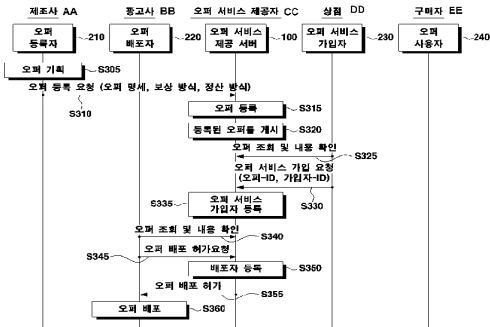 제조사 AA
광고사 BB
오퍼 서비스 제공자 CC
상점 DD
구매자 EE
오퍼
등록자
210
오퍼
배포자
220
오퍼 서비스
제공 서버
100
오퍼 서비스
가입자
230
오퍼
사용자
240
오퍼 기획
S305
오퍼 등록 요청 (오퍼 명세, 보상 방식, 정산 방식)
S310
오퍼 등록
S315
등록된 오퍼를 게시
S320
오퍼 조회 및 내용 확인
S325
오퍼 서비스 가입 요청
(오퍼-ID, 가입자-ID)
S330
S335
오퍼 서비스
가입자 등록
오퍼 조회 및 내용 확인
S340
오퍼 배포 허가요청
S345
배포자 등록
S350
오퍼 배포 허가
S355
오퍼 배포
S360